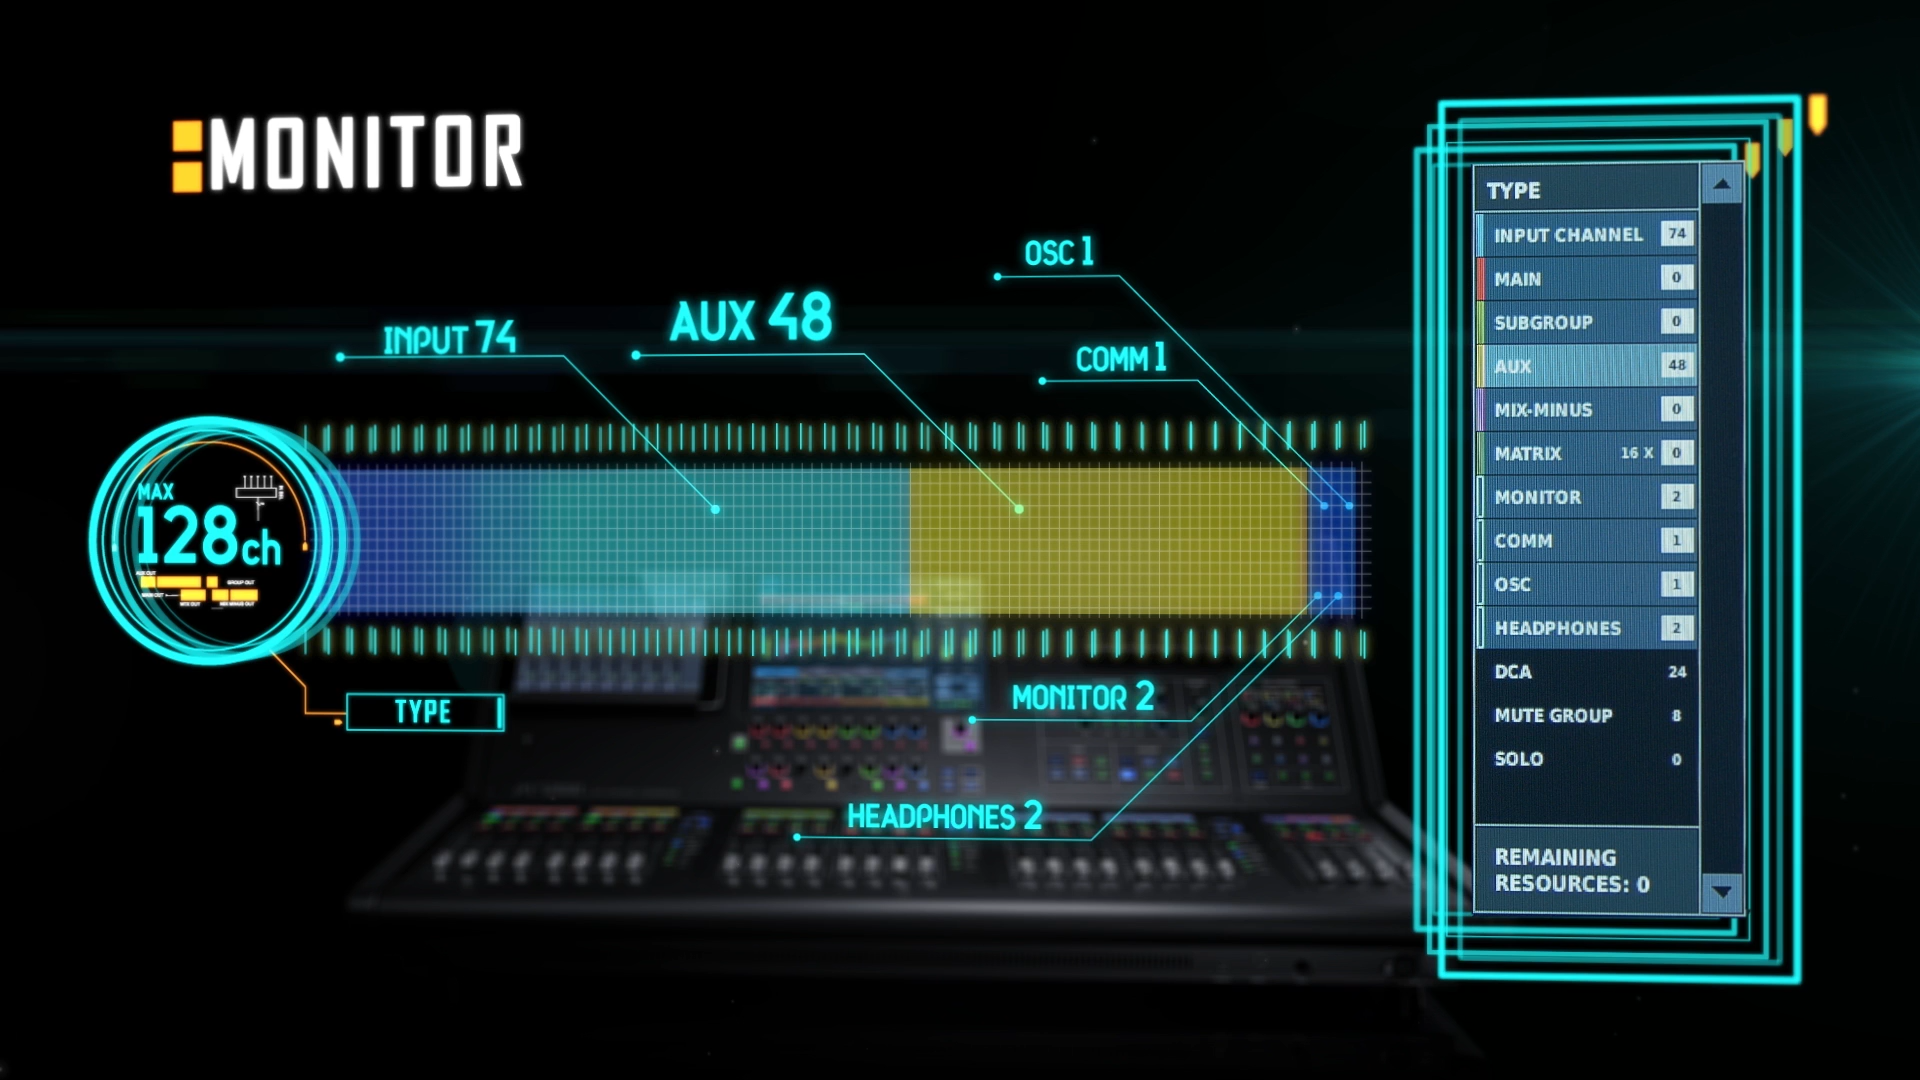 MONITOR
OSC 1
INPUT 74
AUX 48
COMM 1
MAX
128ch
GROUP OUT
TYPE
MONITOR 2
HEADPHONES 2
TYPE
INPUT CHANNEL 74
MAIN 0
SUBGROUP 0
AUX 48
MIX-MINUS 0
MATRIX 16 X 0
MONITOR 2
COMM 1
OSC 1
HEADPHONES 2
DCA 24
MUTE GROUP 8
SOLO 0
REMAINING
RESOURCES: 0